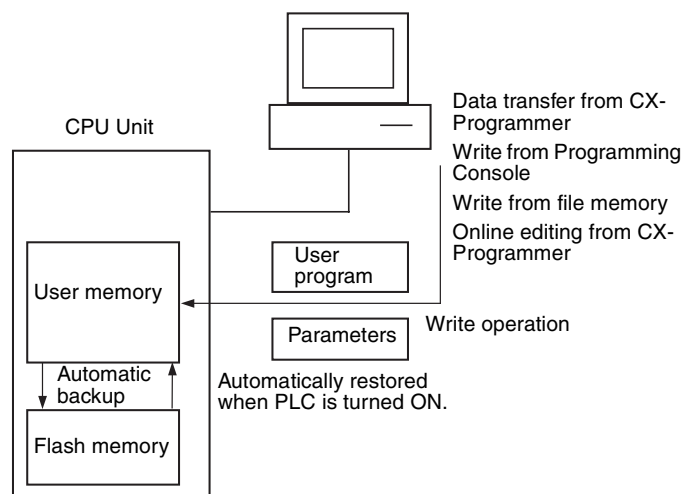 CPU Unit
Data transfer from CX-
Programmer
Write from Programming
Console
Write from file memory
Online editing from CX-
Programmer
User
program
User memory
Parameters
Write operation
Automatic
backup
Automatically restored
when PLC is turned ON.
Flash memory